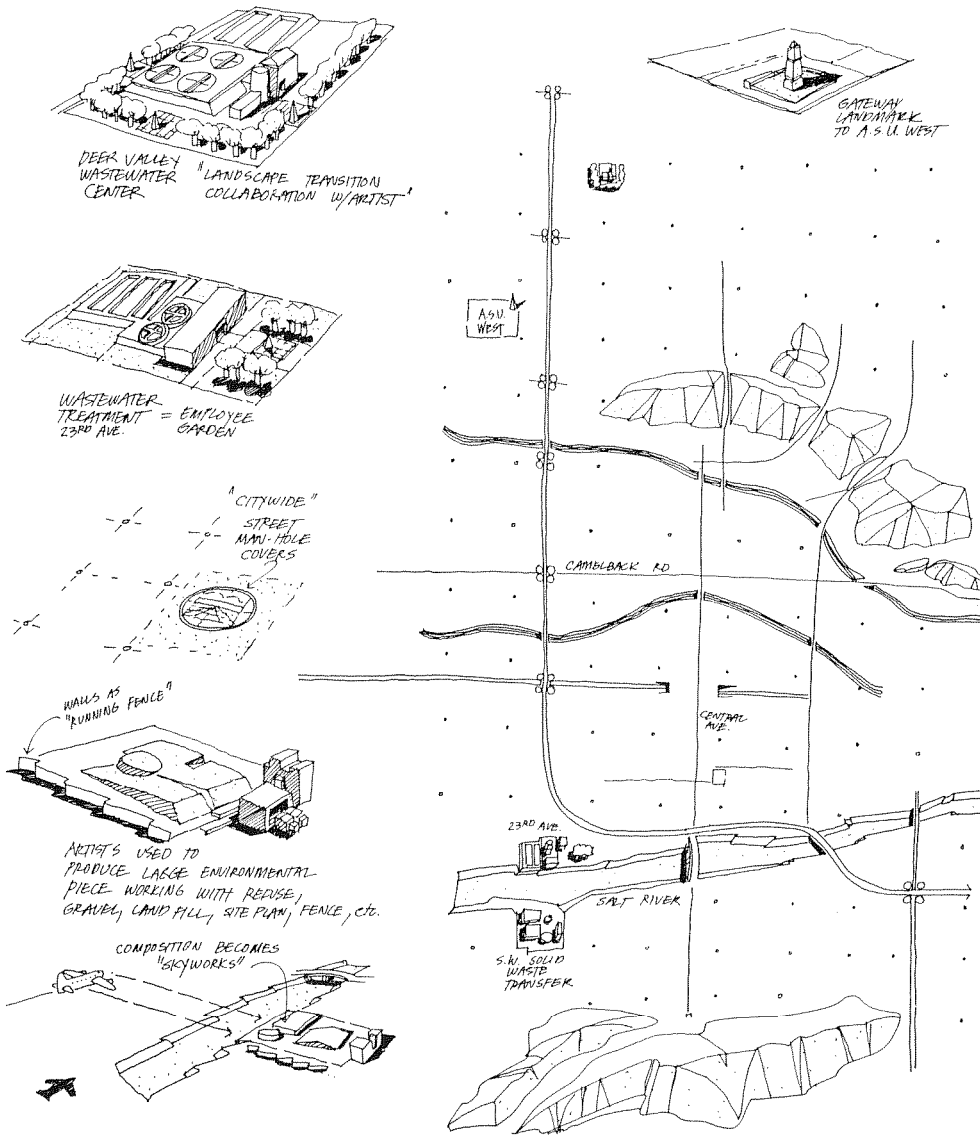 DEER VALLEY
WASTEWATER
CENTER
"LANDSCAPE TRANSITION
COLLABORATION W/ARTIST"
GATEWAY
LANDMARK
TO A.S.U. WEST
A.S.U.
WEST
WASTEWATER
TREATMENT = EMPLOYEE
23RD AVE. GARDEN
"CITYWIDE"
STREET
MAN-HOLE
COVERS
CAMELBACK RD
WALLS AS
"RUNNING FENCE"
CENTRAL
AVE.
ARTISTS USED TO
PRODUCE LARGE ENVIRONMENTAL
PIECE WORKING WITH REFUSE,
GRAVEL, LAND FILL, SITE PLAN, FENCE, etc.
23RD AVE.
SALT RIVER
S.W. SOLID
WASTE
TRANSFER
COMPOSITION BECOMES
"SKYWORKS"